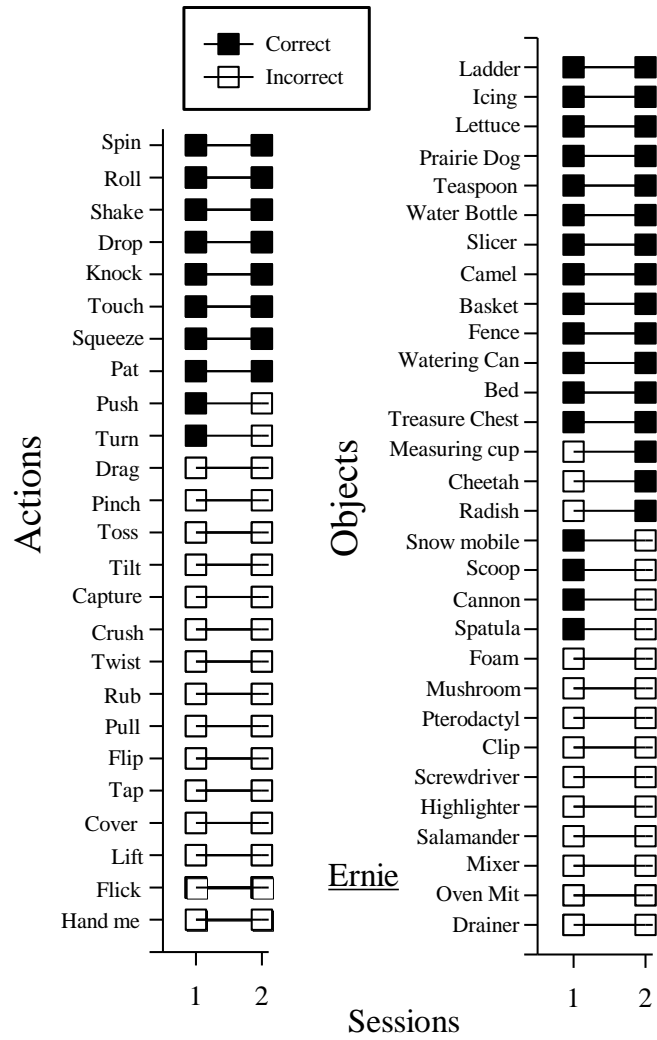 Correct
Incorrect
Actions
Spin
Roll
Shake
Drop
Knock
Touch
Squeeze
Pat
Push
Turn
Drag
Pinch
Toss
Tilt
Capture
Crush
Twist
Rub
Pull
Flip
Tap
Cover
Lift
Flick
Hand me
1 2
Objects
Ladder
Icing
Lettuce
Prairie Dog
Teaspoon
Water Bottle
Slicer
Camel
Basket
Fence
Watering Can
Bed
Treasure Chest
Measuring cup
Cheetah
Radish
Snow mobile
Scoop
Cannon
Spatula
Foam
Mushroom
Pterodactyl
Clip
Screwdriver
Highlighter
Salamander
Mixer
Oven Mit
Drainer
1 2
Ernie
Sessions